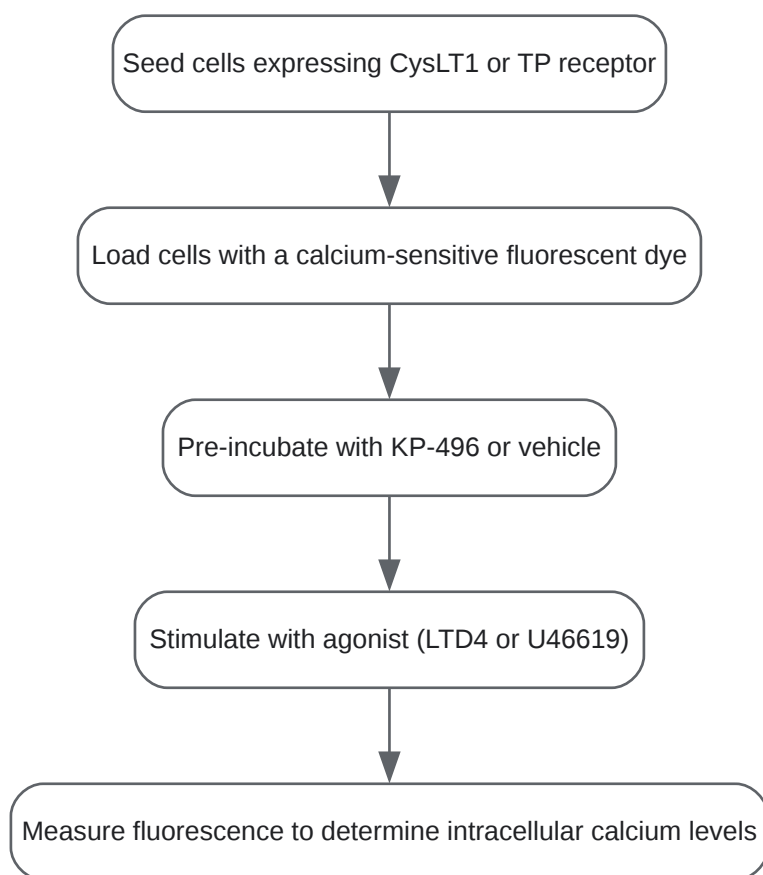 Seed cells expressing CysLT1 or TP receptor
Load cells with a calcium-sensitive fluorescent dye
Pre-incubate with KP-496 or vehicle
Stimulate with agonist (LTD4 or U46619)
Measure fluorescence to determine intracellular calcium levels